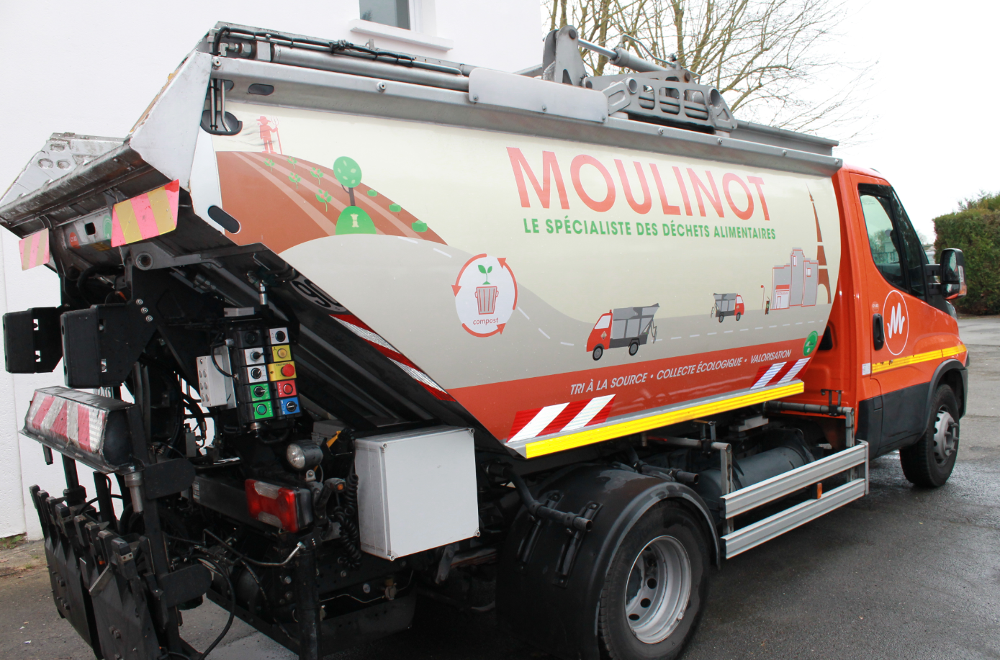 MOULINOT
LE SPÉCIALISTE DES DÉCHETS ALIMENTAIRES
compost
TRI À LA SOURCE • COLLECTE ÉCOLOGIQUE • VALORISATION
M